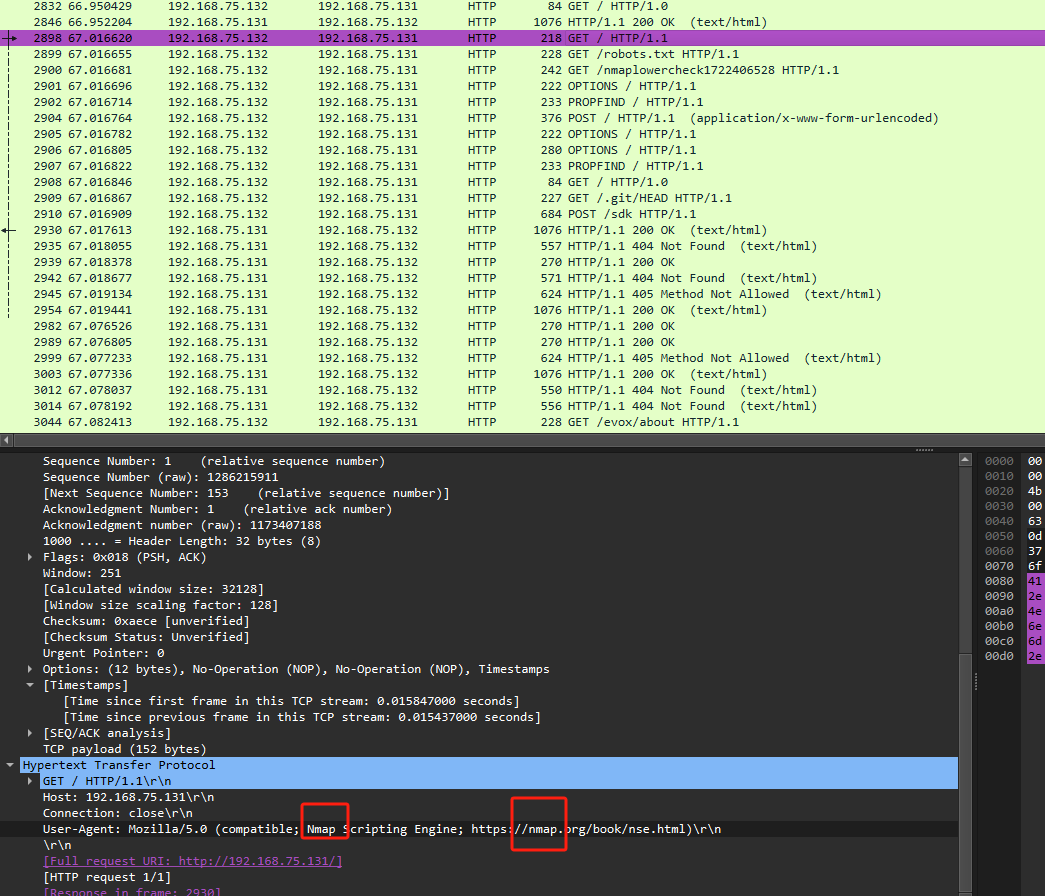 2832 66.950429 192.168.75.132 192.168.75.131 HTTP 84 GET / HTTP/1.0
2846 66.952204 192.168.75.131 192.168.75.132 HTTP 1076 HTTP/1.1 200 OK (text/html)
2898 67.016620 192.168.75.132 192.168.75.131 HTTP 218 GET / HTTP/1.1
2899 67.016655 192.168.75.132 192.168.75.131 HTTP 228 GET /robots.txt HTTP/1.1
2900 67.016681 192.168.75.132 192.168.75.131 HTTP 242 GET /nmaplowercheck1722406528 HTTP/1.1
2901 67.016696 192.168.75.132 192.168.75.131 HTTP 222 OPTIONS / HTTP/1.1
2902 67.016714 192.168.75.132 192.168.75.131 HTTP 233 PROPFIND / HTTP/1.1
2904 67.016764 192.168.75.132 192.168.75.131 HTTP 376 POST / HTTP/1.1 (application/x-www-form-urlencoded)
2905 67.016782 192.168.75.132 192.168.75.131 HTTP 222 OPTIONS / HTTP/1.1
2906 67.016805 192.168.75.132 192.168.75.131 HTTP 280 OPTIONS / HTTP/1.1
2907 67.016822 192.168.75.132 192.168.75.131 HTTP 233 PROPFIND / HTTP/1.1
2908 67.016846 192.168.75.132 192.168.75.131 HTTP 84 GET / HTTP/1.0
2909 67.016867 192.168.75.132 192.168.75.131 HTTP 227 GET /.git/HEAD HTTP/1.1
2910 67.016909 192.168.75.132 192.168.75.131 HTTP 684 POST /sdk HTTP/1.1
2930 67.017613 192.168.75.131 192.168.75.132 HTTP 1076 HTTP/1.1 200 OK (text/html)
2935 67.018055 192.168.75.131 192.168.75.132 HTTP 557 HTTP/1.1 404 Not Found (text/html)
2939 67.018378 192.168.75.131 192.168.75.132 HTTP 270 HTTP/1.1 200 OK
2942 67.018677 192.168.75.131 192.168.75.132 HTTP 571 HTTP/1.1 404 Not Found (text/html)
2945 67.019134 192.168.75.131 192.168.75.132 HTTP 624 HTTP/1.1 405 Method Not Allowed (text/html)
2954 67.019441 192.168.75.131 192.168.75.132 HTTP 1076 HTTP/1.1 200 OK (text/html)
2982 67.076526 192.168.75.131 192.168.75.132 HTTP 270 HTTP/1.1 200 OK
2989 67.076805 192.168.75.131 192.168.75.132 HTTP 270 HTTP/1.1 200 OK
2999 67.077233 192.168.75.131 192.168.75.132 HTTP 624 HTTP/1.1 405 Method Not Allowed (text/html)
3003 67.077336 192.168.75.131 192.168.75.132 HTTP 1076 HTTP/1.1 200 OK (text/html)
3012 67.078037 192.168.75.131 192.168.75.132 HTTP 550 HTTP/1.1 404 Not Found (text/html)
3014 67.078192 192.168.75.131 192.168.75.132 HTTP 556 HTTP/1.1 404 Not Found (text/html)
3044 67.082413 192.168.75.132 192.168.75.131 HTTP 228 GET /evox/about HTTP/1.1
Sequence Number: 1 (relative sequence number)
Sequence Number (raw): 1286215911
[Next Sequence Number: 153 (relative sequence number)]
Acknowledgment Number: 1 (relative ack number)
Acknowledgment number (raw): 1173407188
1000 .... = Header Length: 32 bytes (8)
Flags: 0x018 (PSH, ACK)
Window: 251
[Calculated window size: 32128]
[Window size scaling factor: 128]
Checksum: 0xaece [unverified]
[Checksum Status: Unverified]
Urgent Pointer: 0
Options: (12 bytes), No-Operation (NOP), No-Operation (NOP), Timestamps
[Timestamps]
[Time since first frame in this TCP stream: 0.015847000 seconds]
[Time since previous frame in this TCP stream: 0.015437000 seconds]
[SEQ/ACK analysis]
TCP payload (152 bytes)
Hypertext Transfer Protocol
GET / HTTP/1.1\r\n
Host: 192.168.75.131\r\n
Connection: close\r\n
User-Agent: Mozilla/5.0 (compatible; Nmap Scripting Engine; https://nmap.org/book/nse.html)\r\n
\r\n
[Full request URI: http://192.168.75.131/]
[HTTP request 1/1]
[Response in frame: 2930]
0000 00
0010 00
0020 4b
0030 00
0040 63
0050 0d
0060 37
0070 6f
0080 41
0090 2e
00a0 4e
00b0 6e
00c0 6d
00d0 2e